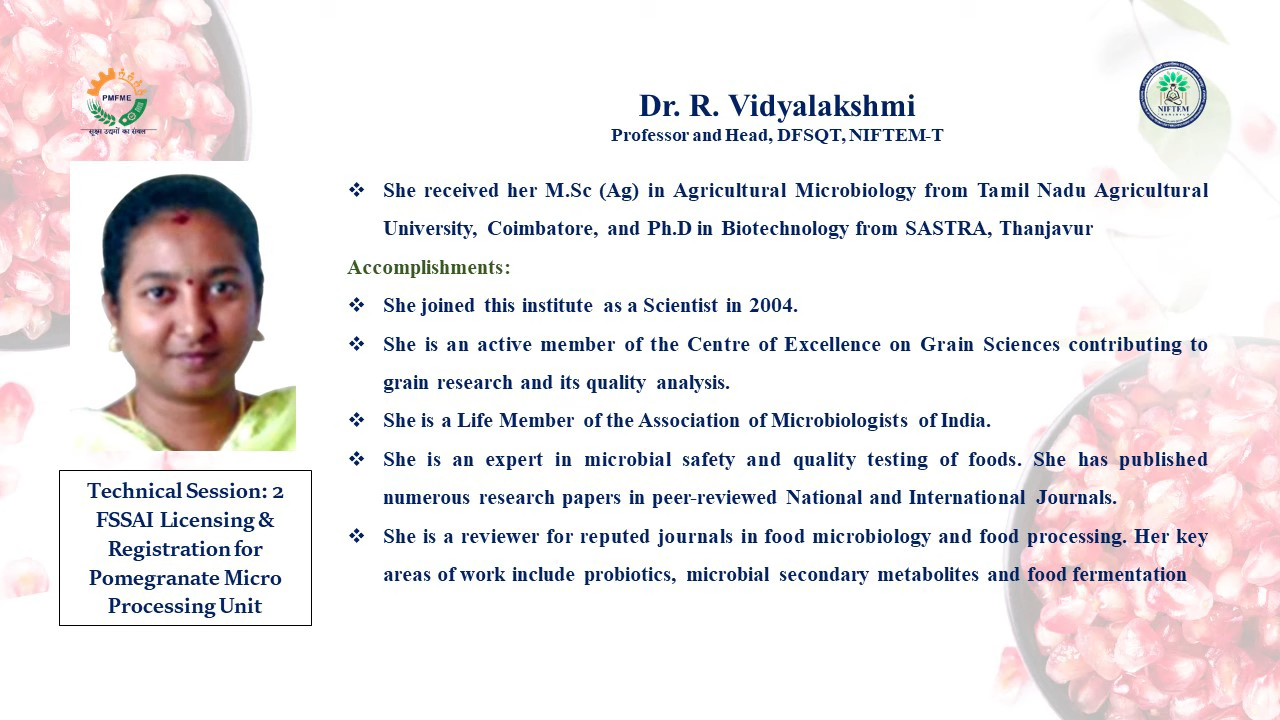 PMFME
सूक्ष्म उद्यमों का संबल
NIFTEM
Dr. R. Vidyalakshmi
Professor and Head, DFSQT, NIFTEM-T
❖ She received her M.Sc (Ag) in Agricultural Microbiology from Tamil Nadu Agricultural
University, Coimbatore, and Ph.D in Biotechnology from SASTRA, Thanjavur
Accomplishments:
❖ She joined this institute as a Scientist in 2004.
❖ She is an active member of the Centre of Excellence on Grain Sciences contributing to
grain research and its quality analysis.
❖ She is a Life Member of the Association of Microbiologists of India.
❖ She is an expert in microbial safety and quality testing of foods. She has published
numerous research papers in peer-reviewed National and International Journals.
❖ She is a reviewer for reputed journals in food microbiology and food processing. Her key
areas of work include probiotics, microbial secondary metabolites and food fermentation
Technical Session: 2
FSSAI Licensing &
Registration for
Pomegranate Micro
Processing Unit